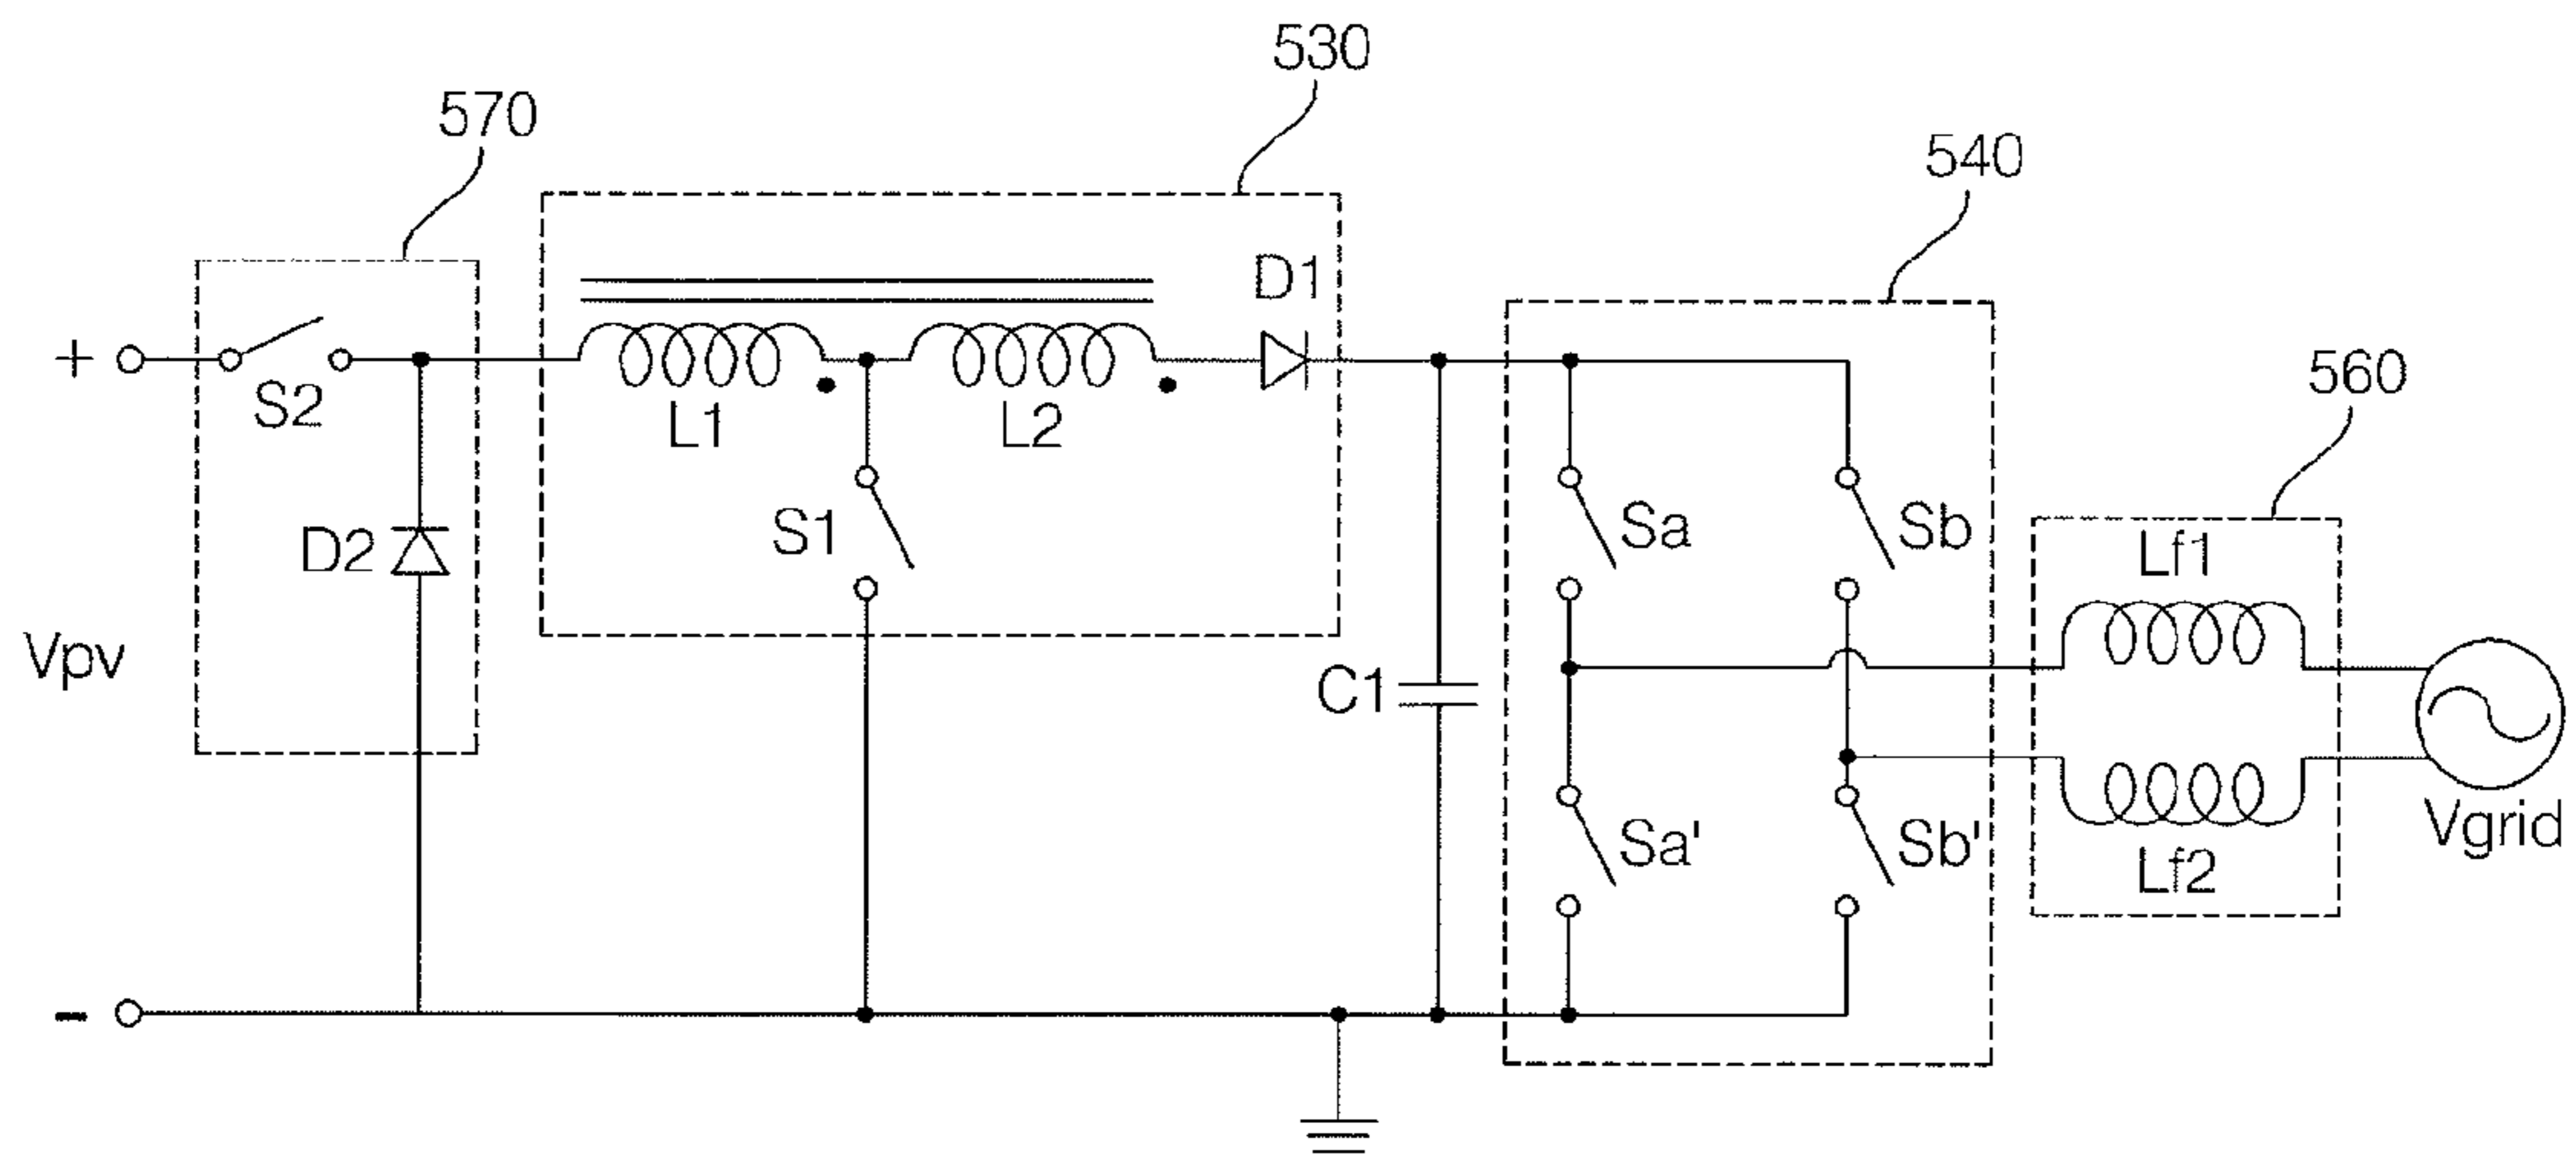 530
570
540
D1
+
S2
L1
L2
560
S1
Sa
Sb
D2
Lf1
Vpv
C1
Sa'
Sb'
Lf2
Vgrid
-